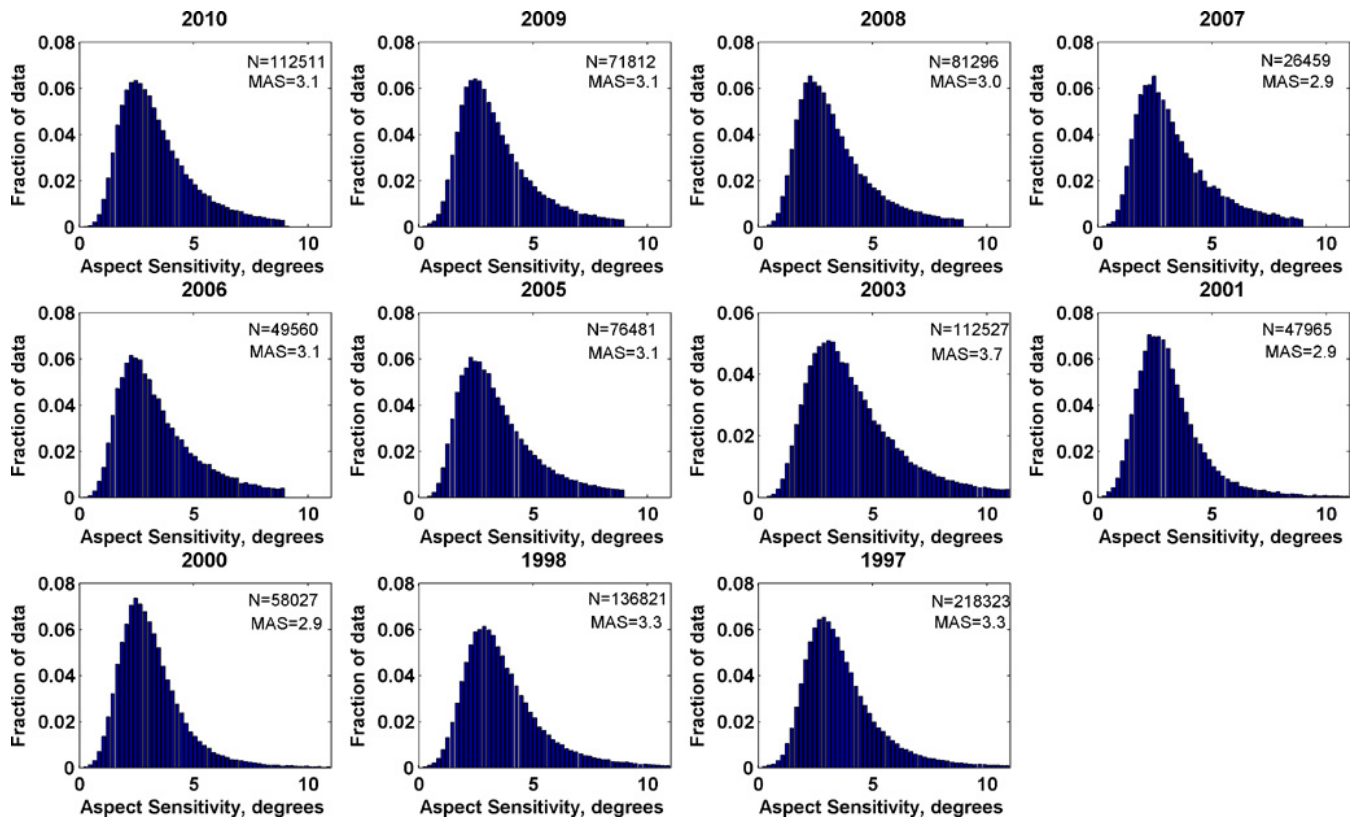 2010
N=112511
MAS=3.1
0.08
0.06
0.04
0.02
0
0 5 10
Fraction of data
Aspect Sensitivity, degrees
2009
N=71812
MAS=3.1
0.08
0.06
0.04
0.02
0
0 5 10
Fraction of data
Aspect Sensitivity, degrees
2008
N=81296
MAS=3.0
0.08
0.06
0.04
0.02
0
0 5 10
Fraction of data
Aspect Sensitivity, degrees
2007
N=26459
MAS=2.9
0.08
0.06
0.04
0.02
0
0 5 10
Fraction of data
Aspect Sensitivity, degrees
2006
N=49560
MAS=3.1
0.08
0.06
0.04
0.02
0
0 5 10
Fraction of data
Aspect Sensitivity, degrees
2005
N=76481
MAS=3.1
0.08
0.06
0.04
0.02
0
0 5 10
Fraction of data
Aspect Sensitivity, degrees
2003
N=112527
MAS=3.7
0.06
0.04
0.02
0
0 5 10
Fraction of data
Aspect Sensitivity, degrees
2001
N=47965
MAS=2.9
0.08
0.06
0.04
0.02
0
0 5 10
Fraction of data
Aspect Sensitivity, degrees
2000
N=58027
MAS=2.9
0.08
0.06
0.04
0.02
0
0 5 10
Fraction of data
Aspect Sensitivity, degrees
1998
N=136821
MAS=3.3
0.08
0.06
0.04
0.02
0
0 5 10
Fraction of data
Aspect Sensitivity, degrees
1997
N=218323
MAS=3.3
0.08
0.06
0.04
0.02
0
0 5 10
Fraction of data
Aspect Sensitivity, degrees